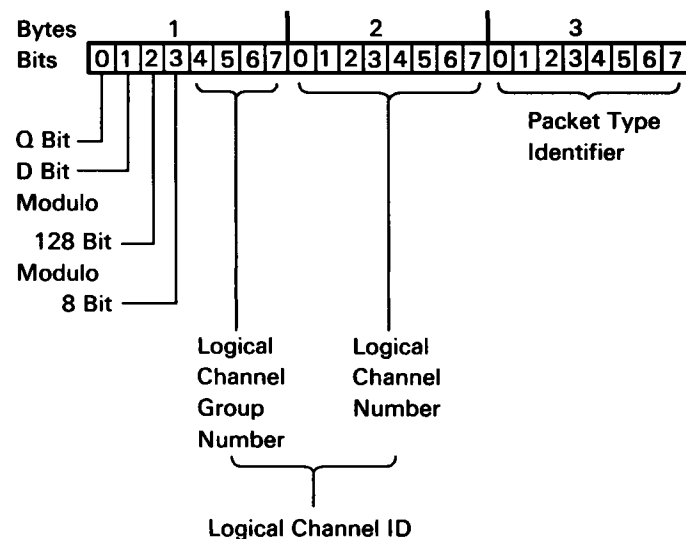 Bytes 1 2 3
Bits 0 1 2 3 4 5 6 7 0 1 2 3 4 5 6 7 0 1 2 3 4 5 6 7
Q Bit
D Bit
Modulo
128 Bit
Modulo
8 Bit
Packet Type
Identifier
Logical
Channel
Group
Number
Logical
Channel
Number
Logical Channel ID